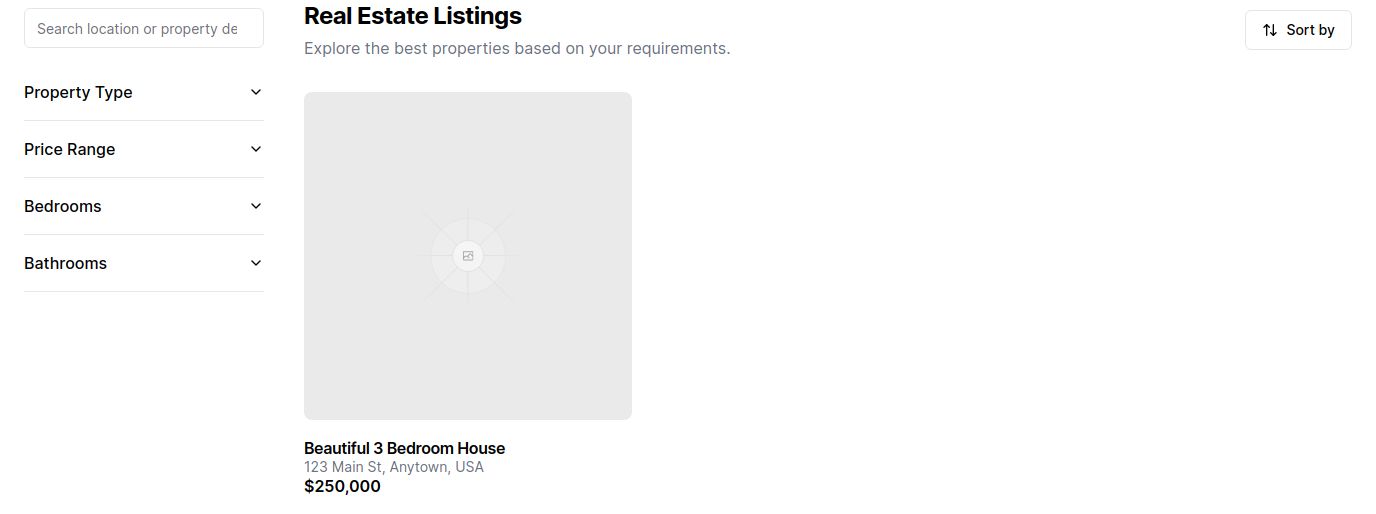 Search location or property de
Property Type
Price Range
Bedrooms
Bathrooms
Real Estate Listings
Explore the best properties based on your requirements.
Sort by
Beautiful 3 Bedroom House
123 Main St, Anytown, USA
$250,000